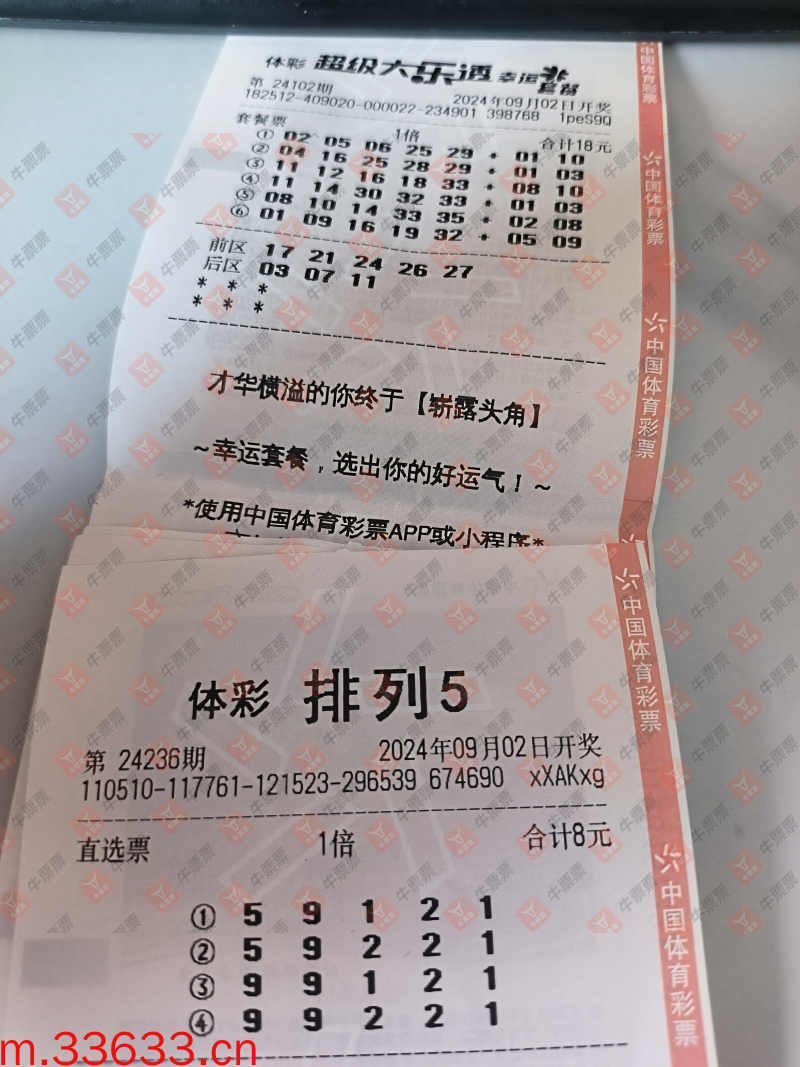 体彩 超级大乐透 幸运套餐
第 24102期 2024年09月02日开奖
182512-409020-000022-234901 398768 1peS9Q
套餐票 1倍 合计18元
① 02 05 06 25 29 + 01 10
② 04 16 25 28 29 + 01 03
③ 11 12 16 18 33 + 08 10
④ 11 14 30 32 33 + 01 03
⑤ 08 10 14 33 35 + 02 08
⑥ 01 09 16 19 32 + 05 09
前区 17 21 24 26 27
后区 03 07 11
* * *
* * *
才华横溢的你终于【崭露头角】
~幸运套餐，选出你的好运气！~
*使用中国体育彩票APP或小程序*
中国体育彩票
中国体育彩票
中国体育彩票
体彩 排列5
第 24236期 2024年09月02日开奖
110510-117761-121523-296539 674690 xXAKxg
直选票 1倍 合计8元
① 5 9 1 2 1
② 5 9 2 2 1
③ 9 9 1 2 1
④ 9 9 2 2 1
中国体育彩票
中国体育彩票
牛票票
m.33633.cn